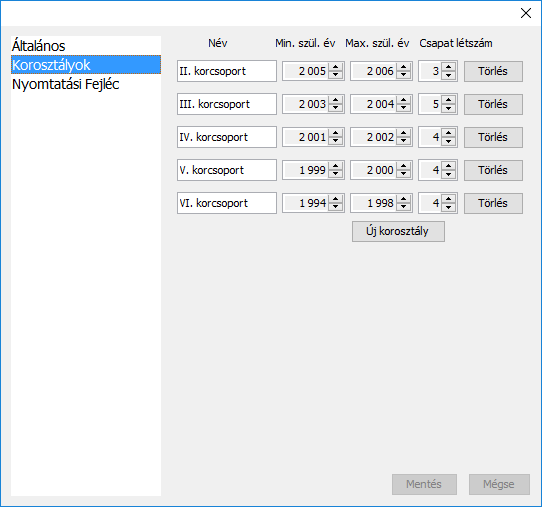 Általános
Korosztályok
Nyomtatási Fejléc
Név Min. szül. év Max. szül. év Csapat létszám
II. korcsoport 2 005 2 006 3 Törlés
III. korcsoport 2 003 2 004 5 Törlés
IV. korcsoport 2 001 2 002 4 Törlés
V. korcsoport 1 999 2 000 4 Törlés
VI. korcsoport 1 994 1 998 4 Törlés
Új korosztály
Mentés Mégse